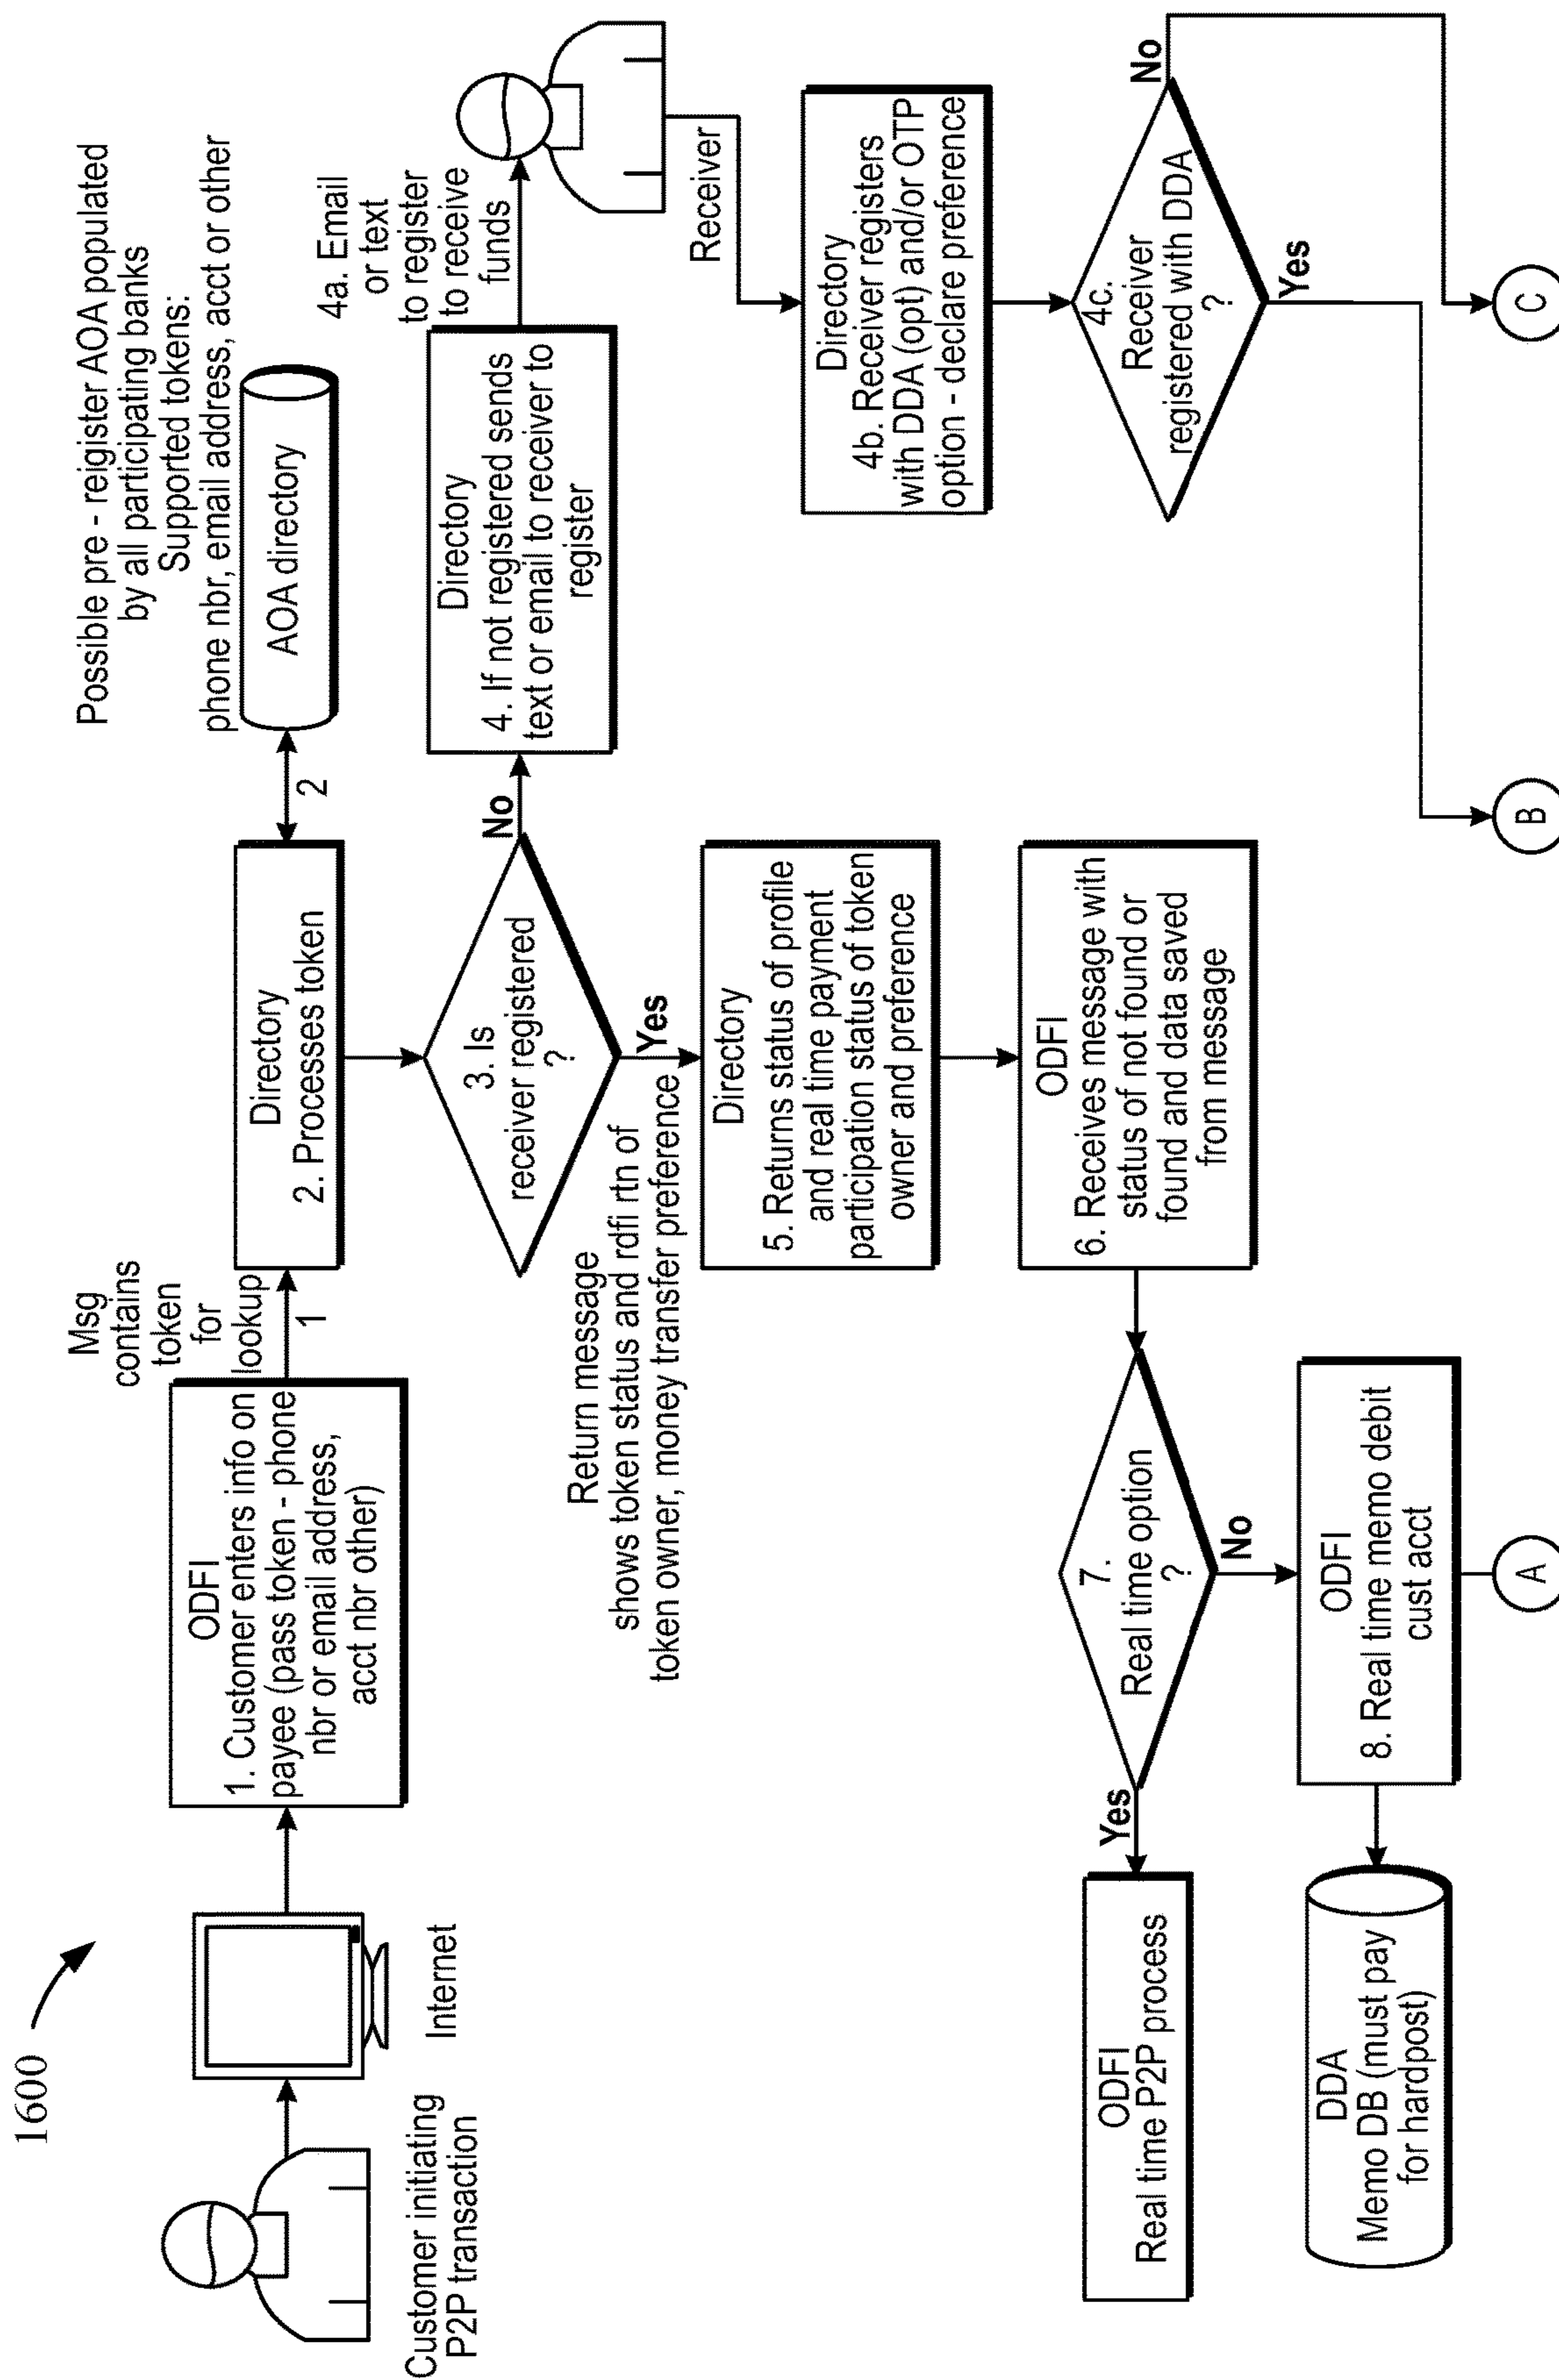 1600
Customer initiating
P2P transaction
Internet
ODFI
1. Customer enters info on
payee (pass token - phone
nbr or email address,
acct nbr other)
Msg
contains
token
for
lookup
1
Directory
2. Processes token
2
Possible pre - reigister AOA populated
by all participating banks
Supported tokens:
phone nbr, email address, acct or other
AOA directory
3. Is
receiver registered
?
No
Yes
Directory
4. If not registered sends
text or email to receiver to
register
4a. Email
or text
to register
to receive
funds
Receiver
Return message
shows token status and rdfi rtn of
token owner, money transfer preference
Directory
5. Returns status of profile
and real time payment
participation status of token
owner and preference
Directory
4b. Receiver registers
with DDA (opt) and/or OTP
option - declare preference
ODFI
6. Receives message with
status of not found or
found and data saved
from message
4c.
Receiver
registered with DDA
?
No
Yes
7.
Real time option
?
Yes
No
ODFI
Real time P2P process
ODFI
8. Real time memo debit
cust acct
DDA
Memo DB (must pay
for hardpost)
A
B
C